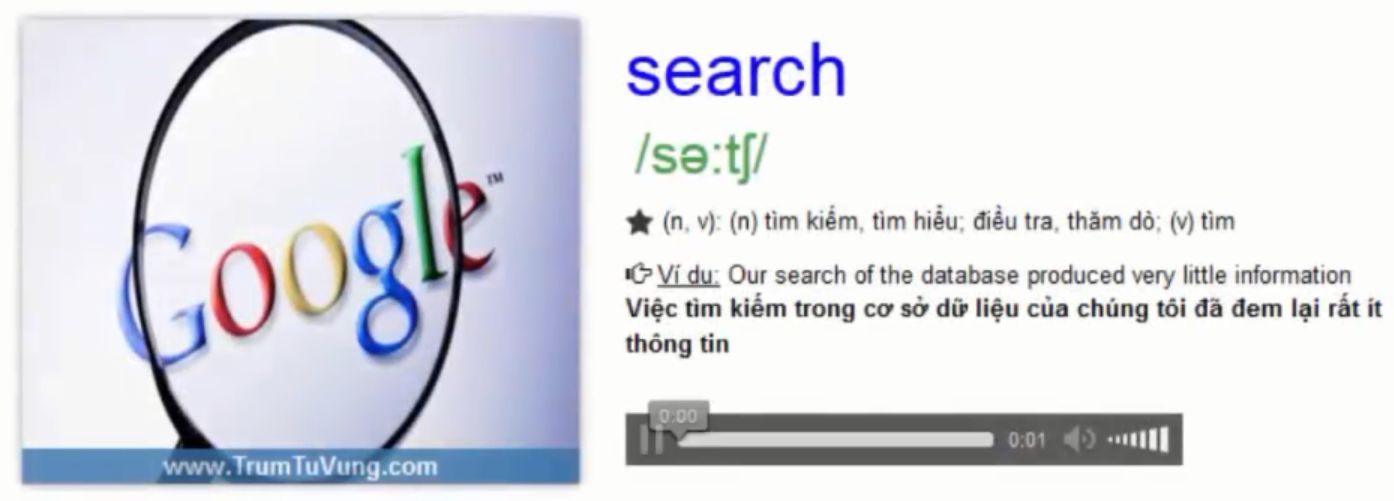 Google™
www.TrumTuVung.com
search
/sə:tʃ/
★ (n, v): (n) tìm kiếm, tìm hiểu; điều tra, thăm dò; (v) tìm
Ví dụ: Our search of the database produced very little information
Việc tìm kiếm trong cơ sở dữ liệu của chúng tôi đã đem lại rất ít
thông tin
0:00
0:01